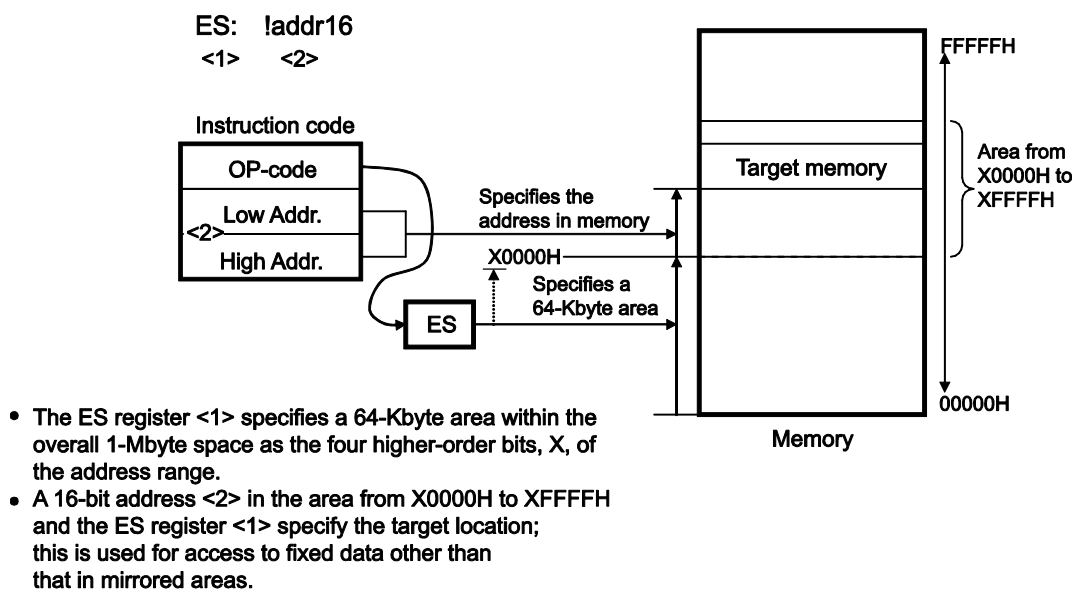 ES: !addr16
<1> <2>
Instruction code
OP-code
Low Addr.
<2>
High Addr.
ES
Specifies the
address in memory
X0000H
Specifies a
64-Kbyte area
Target memory
Memory
FFFFFH
Area from
X0000H to
XFFFFH
00000H
• The ES register <1> specifies a 64-Kbyte area within the
overall 1-Mbyte space as the four higher-order bits, X, of
the address range.
• A 16-bit address <2> in the area from X0000H to XFFFFH
and the ES register <1> specify the target location;
this is used for access to fixed data other than
that in mirrored areas.